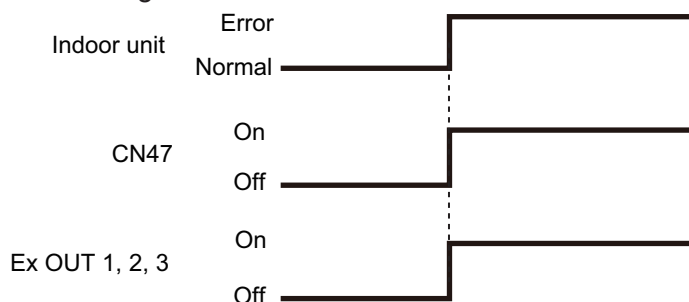 Error
Indoor unit
Normal
On
CN47
Off
On
Ex OUT 1, 2, 3
Off